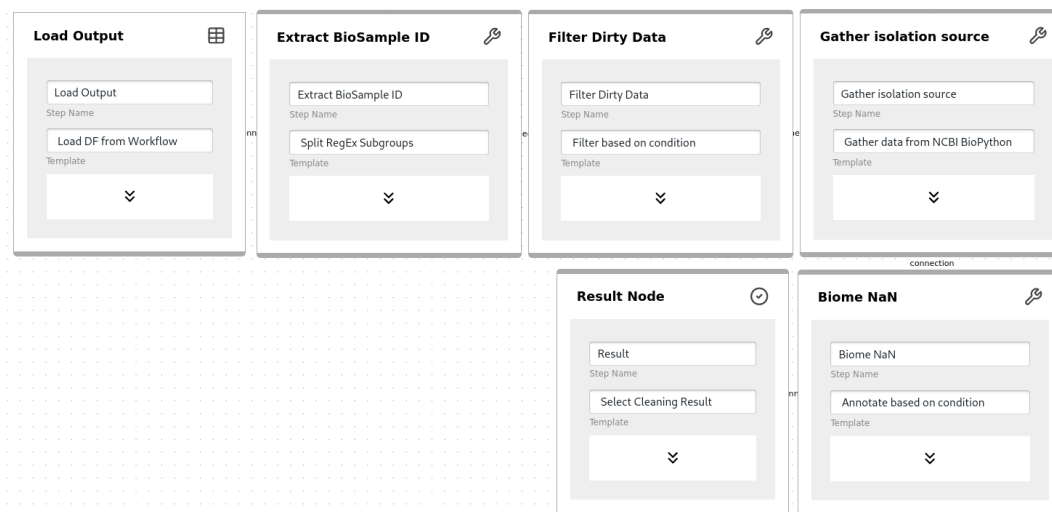 Load Output
Load Output
Step Name
Load DF from Workflow
Template
Extract BioSample ID
Extract BioSample ID
Step Name
Split RegEx Subgroups
Template
Filter Dirty Data
Filter Dirty Data
Step Name
Filter based on condition
Template
Gather isolation source
Gather isolation source
Step Name
Gather data from NCBI BioPython
Template
connection
Result Node
Result
Step Name
Select Cleaning Result
Template
Biome NaN
Biome NaN
Step Name
Annotate based on condition
Template